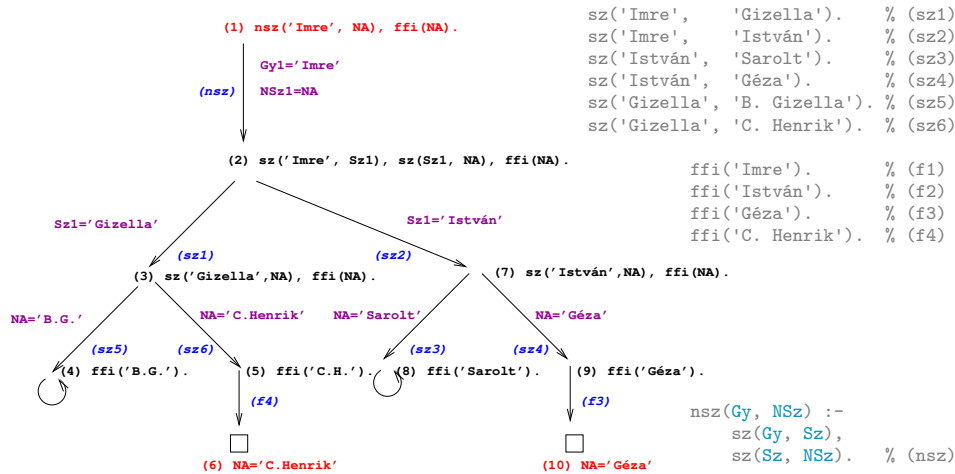 (1) nsz('Imre', NA), ffi(NA).
Gy1='Imre'
(nsz) NSz1=NA
(2) sz('Imre', Sz1), sz(Sz1, NA), ffi(NA).
Sz1='Gizella' Sz1='István'
(sz1) (sz2)
(3) sz('Gizella',NA), ffi(NA). (7) sz('István',NA), ffi(NA).
NA='B.G.' NA='C.Henrik' NA='Sarolt' NA='Géza'
(sz5) (sz6) (sz3) (sz4)
(4) ffi('B.G.'). (5) ffi('C.H.'). (8) ffi('Sarolt'). (9) ffi('Géza').
(f4) (f3)
(6) NA='C.Henrik' (10) NA='Géza'
sz('Imre', 'Gizella'). % (sz1)
sz('Imre', 'István'). % (sz2)
sz('István', 'Sarolt'). % (sz3)
sz('István', 'Géza'). % (sz4)
sz('Gizella', 'B. Gizella'). % (sz5)
sz('Gizella', 'C. Henrik'). % (sz6)
ffi('Imre'). % (f1)
ffi('István'). % (f2)
ffi('Géza'). % (f3)
ffi('C. Henrik'). % (f4)
nsz(Gy, NSz) :-
sz(Gy, Sz),
sz(Sz, NSz). % (nsz)